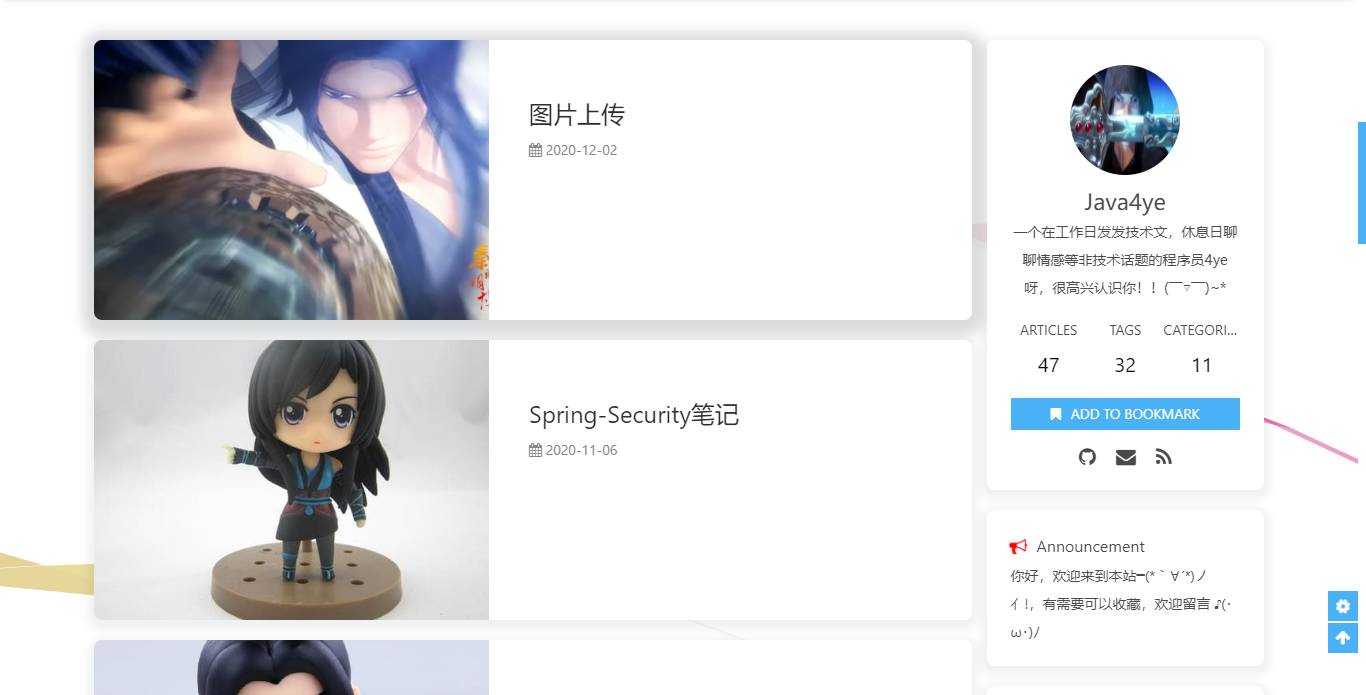 图片上传
2020-12-02
Spring-Security笔记
2020-11-06
Java4ye
一个在工作日发发技术文，休息日聊
聊情感等非技术话题的程序员4ye
呀，很高兴认识你！！(￣▽￣)~*
ARTICLES TAGS CATEGORI...
47 32 11
ADD TO BOOKMARK
Announcement
你好，欢迎来到本站━(*｀∀´*)ノ
亻!，有需要可以收藏，欢迎留言 ♪(･
ω･)ﾉ